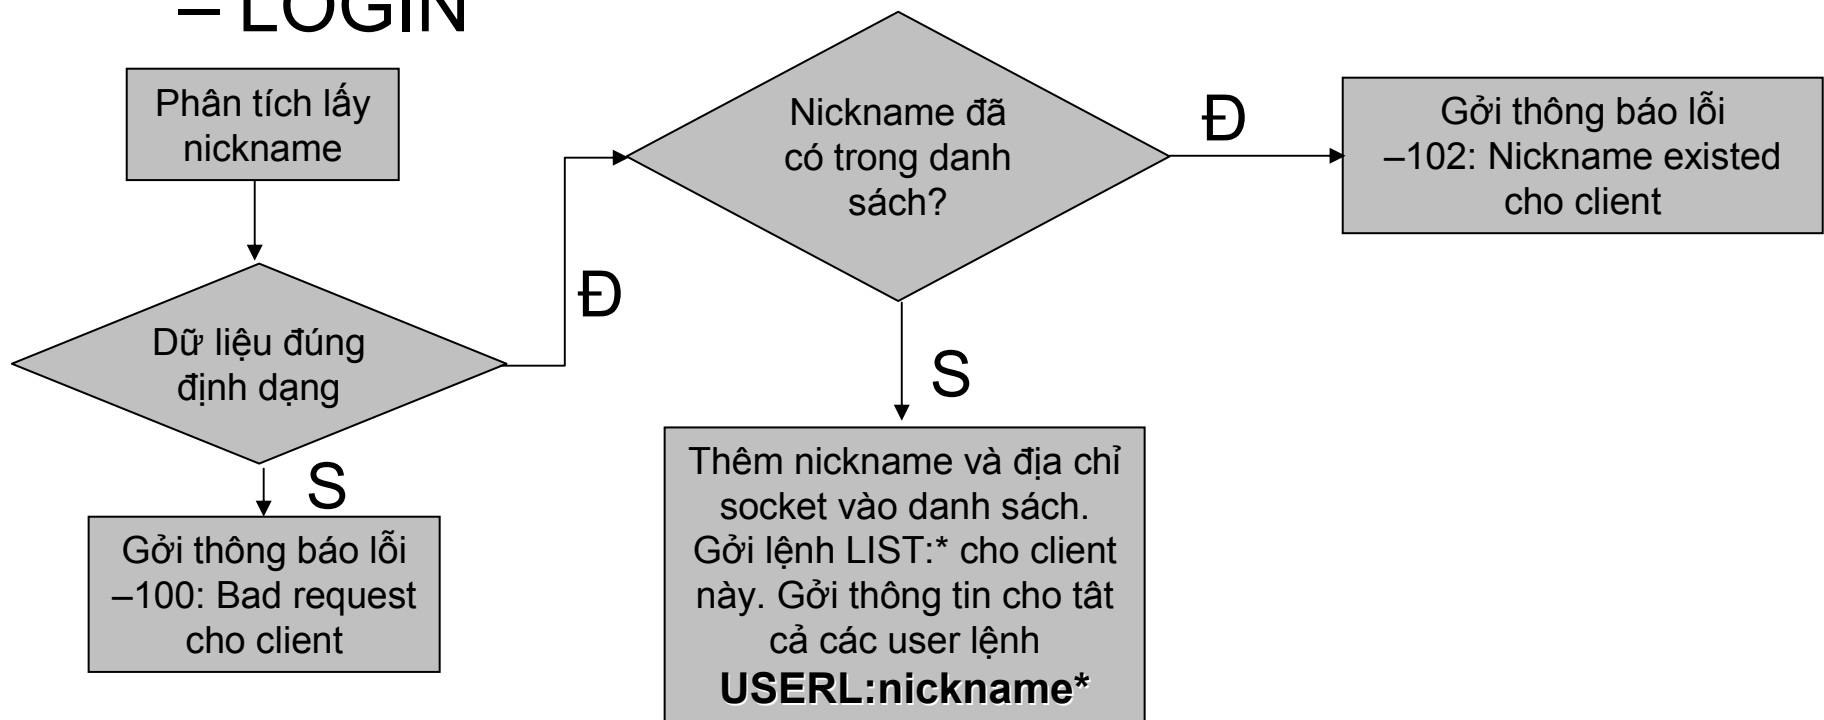 – LOGIN
Phân tích lấy
nickname
Dữ liệu đúng
định dạng
S
Gởi thông báo lỗi
–100: Bad request
cho client
Đ
Nickname đã
có trong danh
sách?
Đ
Gởi thông báo lỗi
–102: Nickname existed
cho client
S
Thêm nickname và địa chỉ
socket vào danh sách.
Gởi lệnh LIST:* cho client
này. Gởi thông tin cho tât
cả các user lệnh
USERL:nickname*